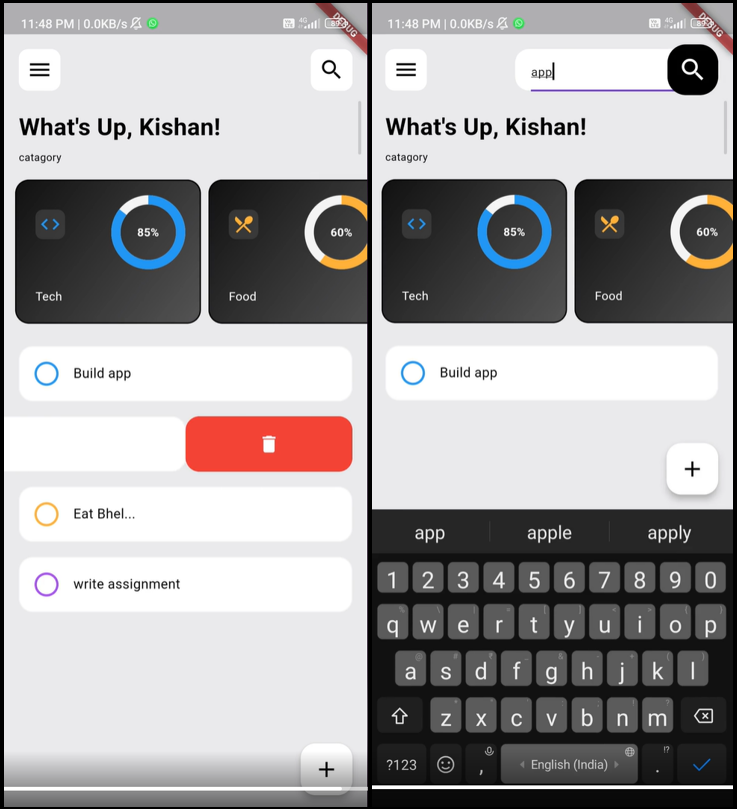 11:48 PM | 0.0KB/s
4G
DEBUG
What's Up, Kishan!
catagory
85%
Tech
60%
Food
Build app
Eat Bhel...
write assignment
+
11:48 PM | 0.0KB/s
4G
DEBUG
app
What's Up, Kishan!
catagory
85%
Tech
60%
Food
Build app
+
app apple apply
1 2 3 4 5 6 7 8 9 0
q w e r t y u i o p
a s d f g h j k l
z x c v b n m
?123 , English (India) . !?